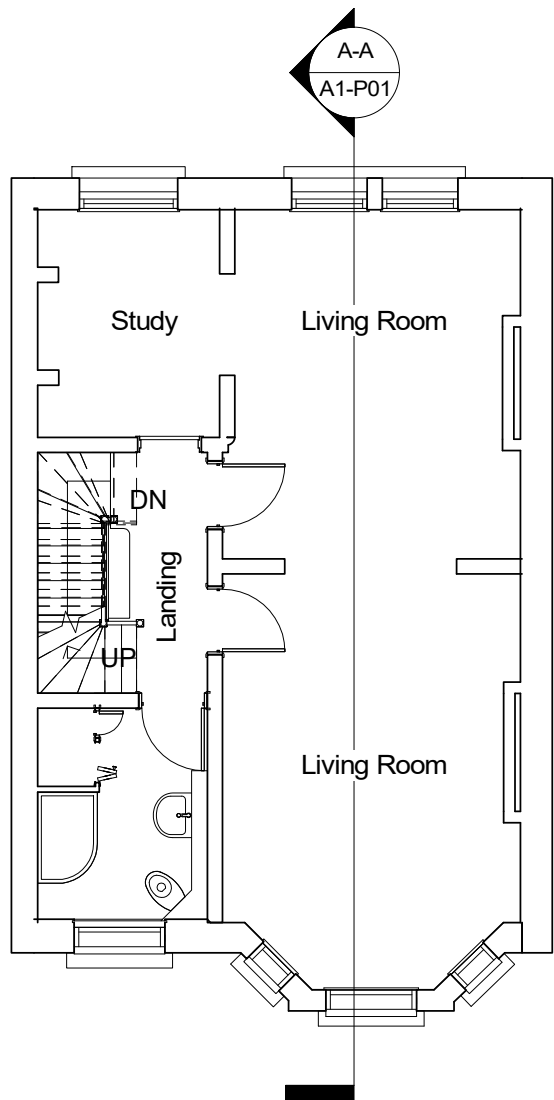 A-A
A1-P01
Study
Living Room
DN
Landing
UP
Living Room